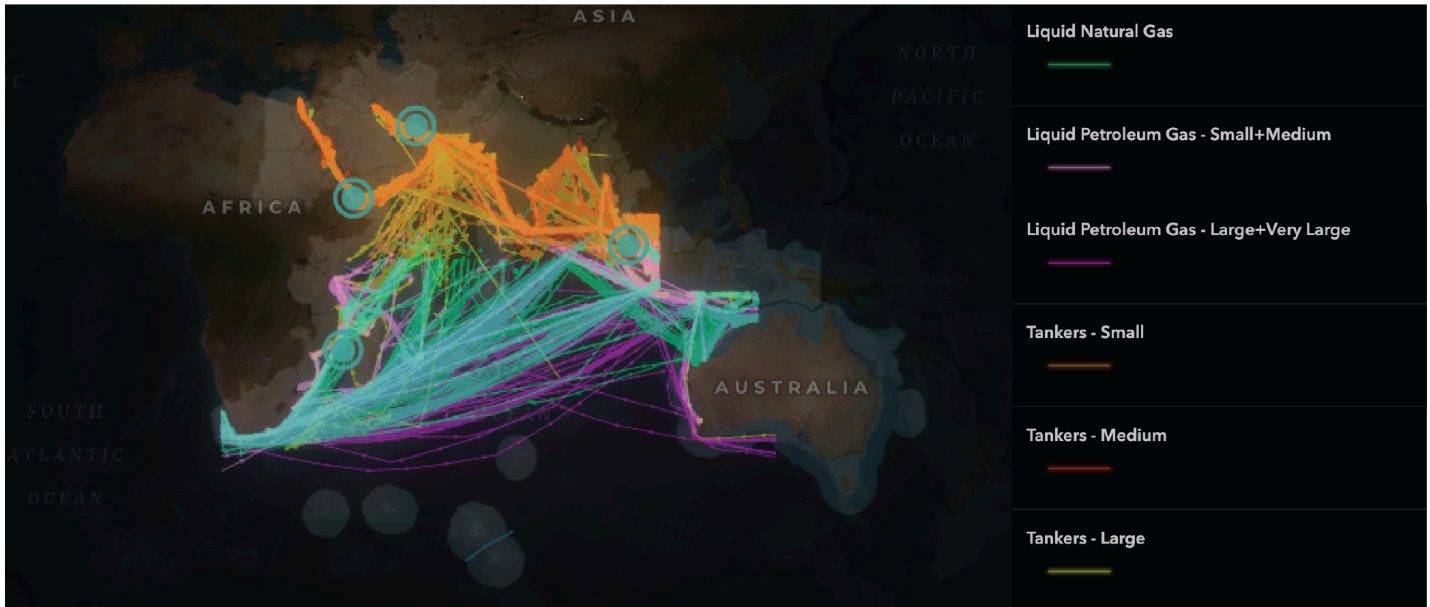 ASIA
NORTH
PACIFIC
OCEAN
AFRICA
AUSTRALIA
SOUTH
ATLANTIC
OCEAN
Liquid Natural Gas
Liquid Petroleum Gas - Small+Medium
Liquid Petroleum Gas - Large+Very Large
Tankers - Small
Tankers - Medium
Tankers - Large